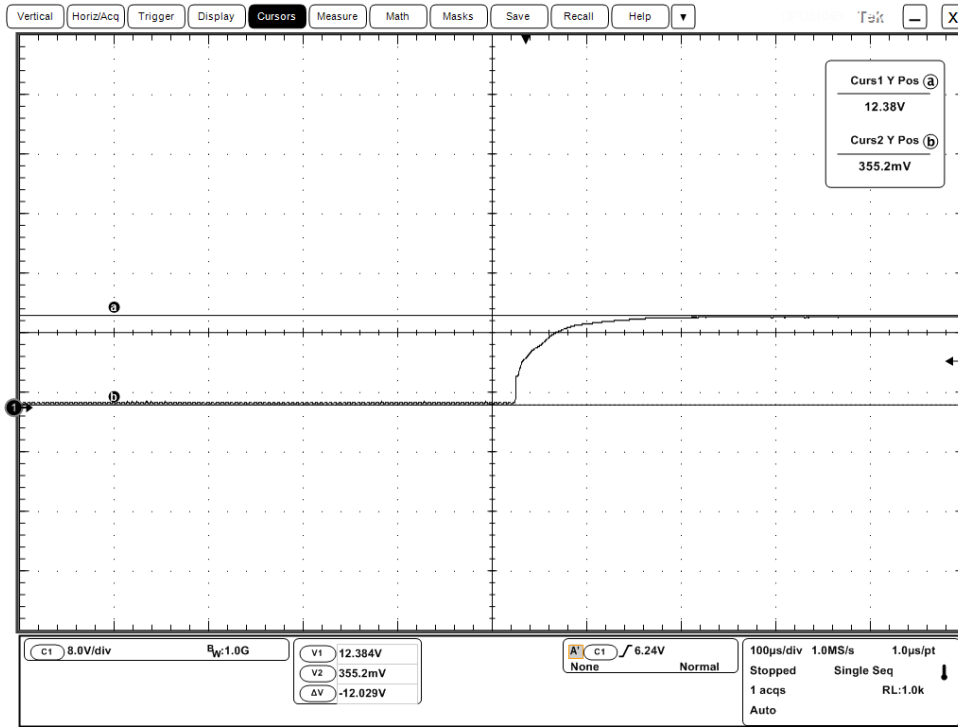 Vertical Horiz/Acq Trigger Display Cursors Measure Math Masks Save Recall Help ▼ Tek X
Curs1 Y Pos ⓐ
12.38V
Curs2 Y Pos ⓑ
355.2mV
a
b
1
C1 8.0V/div BW:1.0G
V1 12.384V
V2 355.2mV
ΔV -12.029V
A' C1 6.24V
None Normal
100µs/div 1.0MS/s 1.0µs/pt
Stopped Single Seq
1 acqs RL:1.0k
Auto